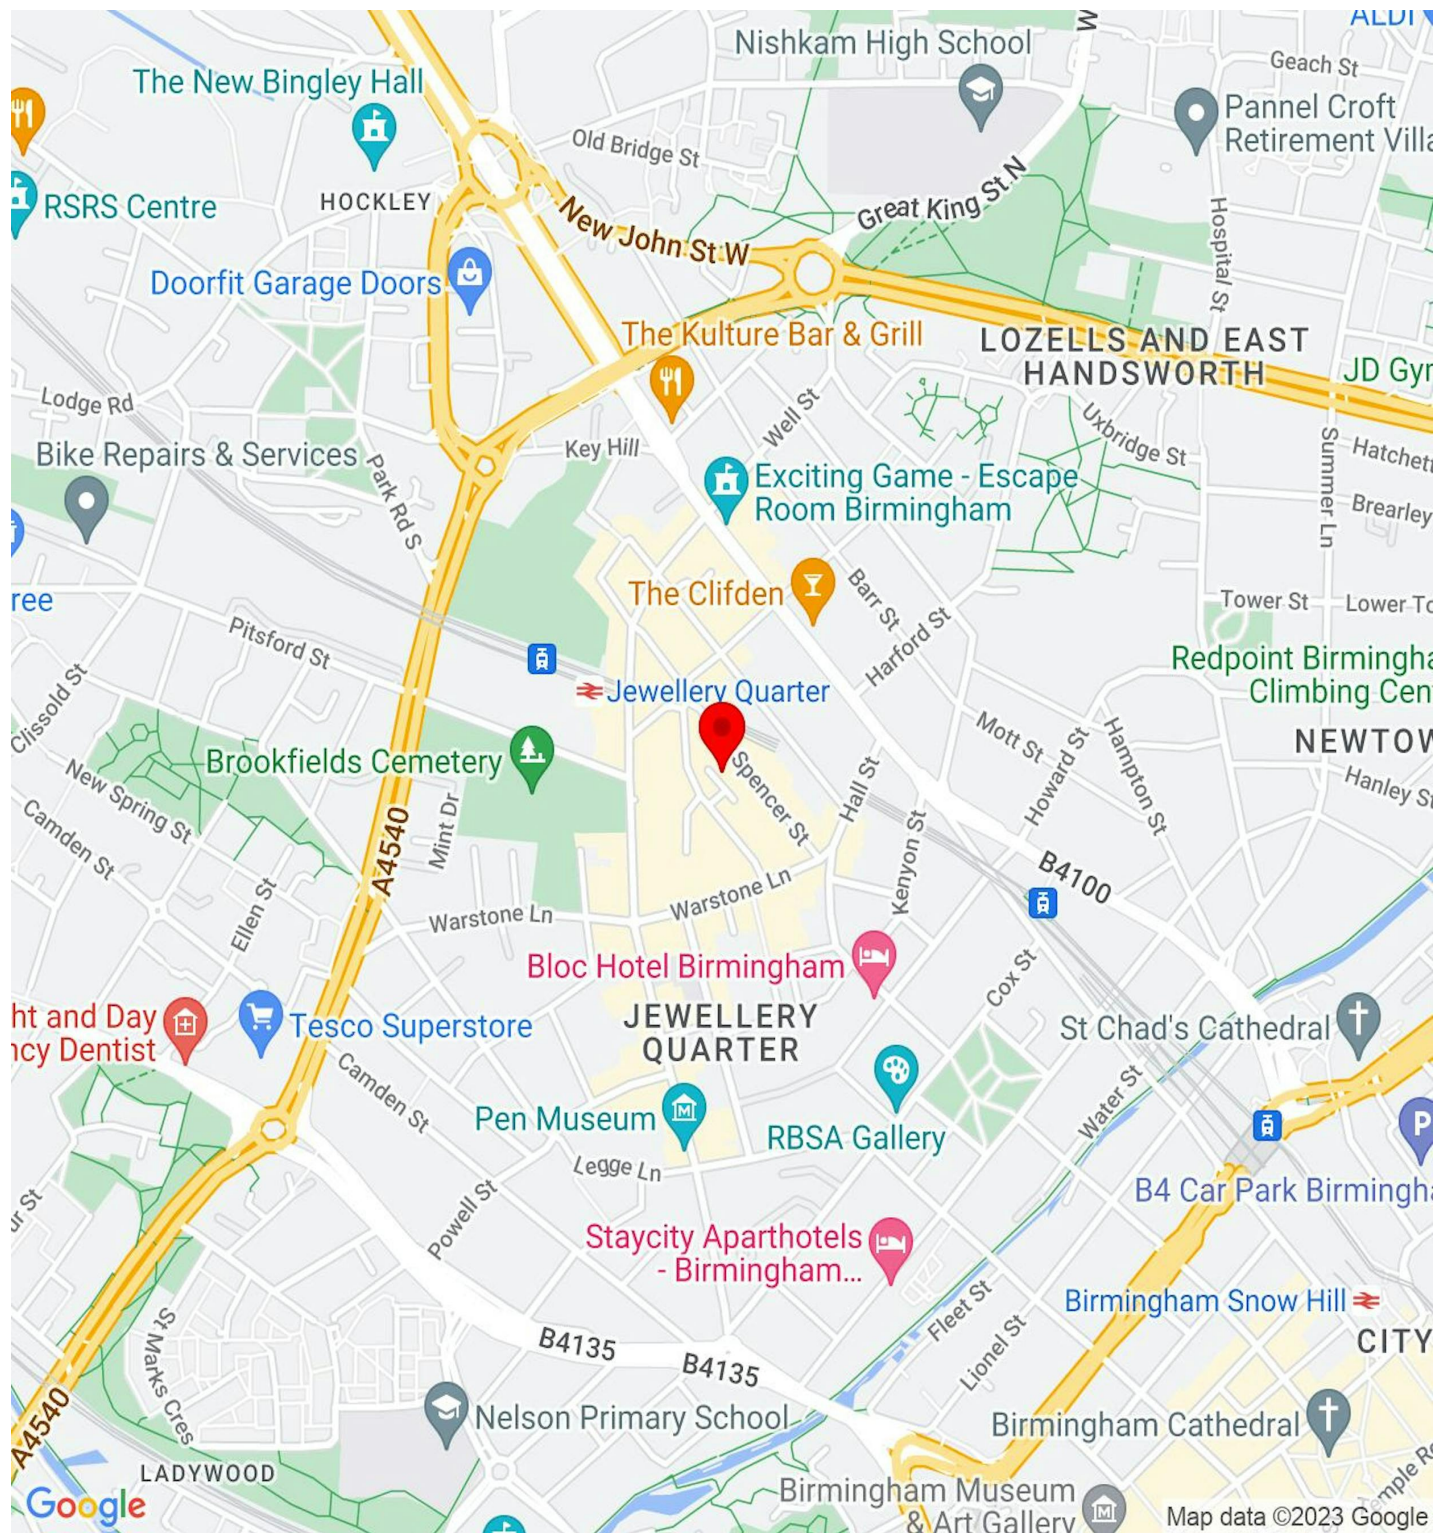 ALDI
W
Nishkam High School
Geach St
The New Bingley Hall
Pannel Croft
Retirement Villa
Old Bridge St
HOCKLEY
RSRS Centre
Great King St N
New John St W
Hospital St
Doorfit Garage Doors
The Kulture Bar & Grill
LOZELLS AND EAST
HANDSWORTH
JD Gyr
Lodge Rd
Well St
Uxbridge St
Key Hill
Bike Repairs & Services
Summer Ln
Hatchett
Park Rd S
Exciting Game - Escape
Room Birmingham
Brearley
ree
The Clifden
Barr St
Harford St
Tower St
Lower To
Pitsford St
Redpoint Birmingha
Climbing Cen
Clissold St
Jewellery Quarter
Mott St
Howard St
Hampton St
NEWTOW
Brookfields Cemetery
Spencer St
Hall St
Hanley St
New Spring St
Camden St
Mint Dr
A4540
Kenyon St
B4100
Ellen St
Warstone Ln
Warstone Ln
Bloc Hotel Birmingham
Cox St
ht and Day
ncy Dentist
Tesco Superstore
JEWELLERY
QUARTER
St Chad's Cathedral
Camden St
Water St
Pen Museum
RBSA Gallery
P
Legge Ln
B4 Car Park Birmingha
ur St
Powell St
Staycity Aparthotels
- Birmingham...
Fleet St
Birmingham Snow Hill
St Marks Cres
B4135
B4135
Lionel St
CITY
A4540
Nelson Primary School
Birmingham Cathedral
LADYWOOD
Temple Ro
Google
Birmingham Museum
& Art Gallery
Map data ©2023 Google